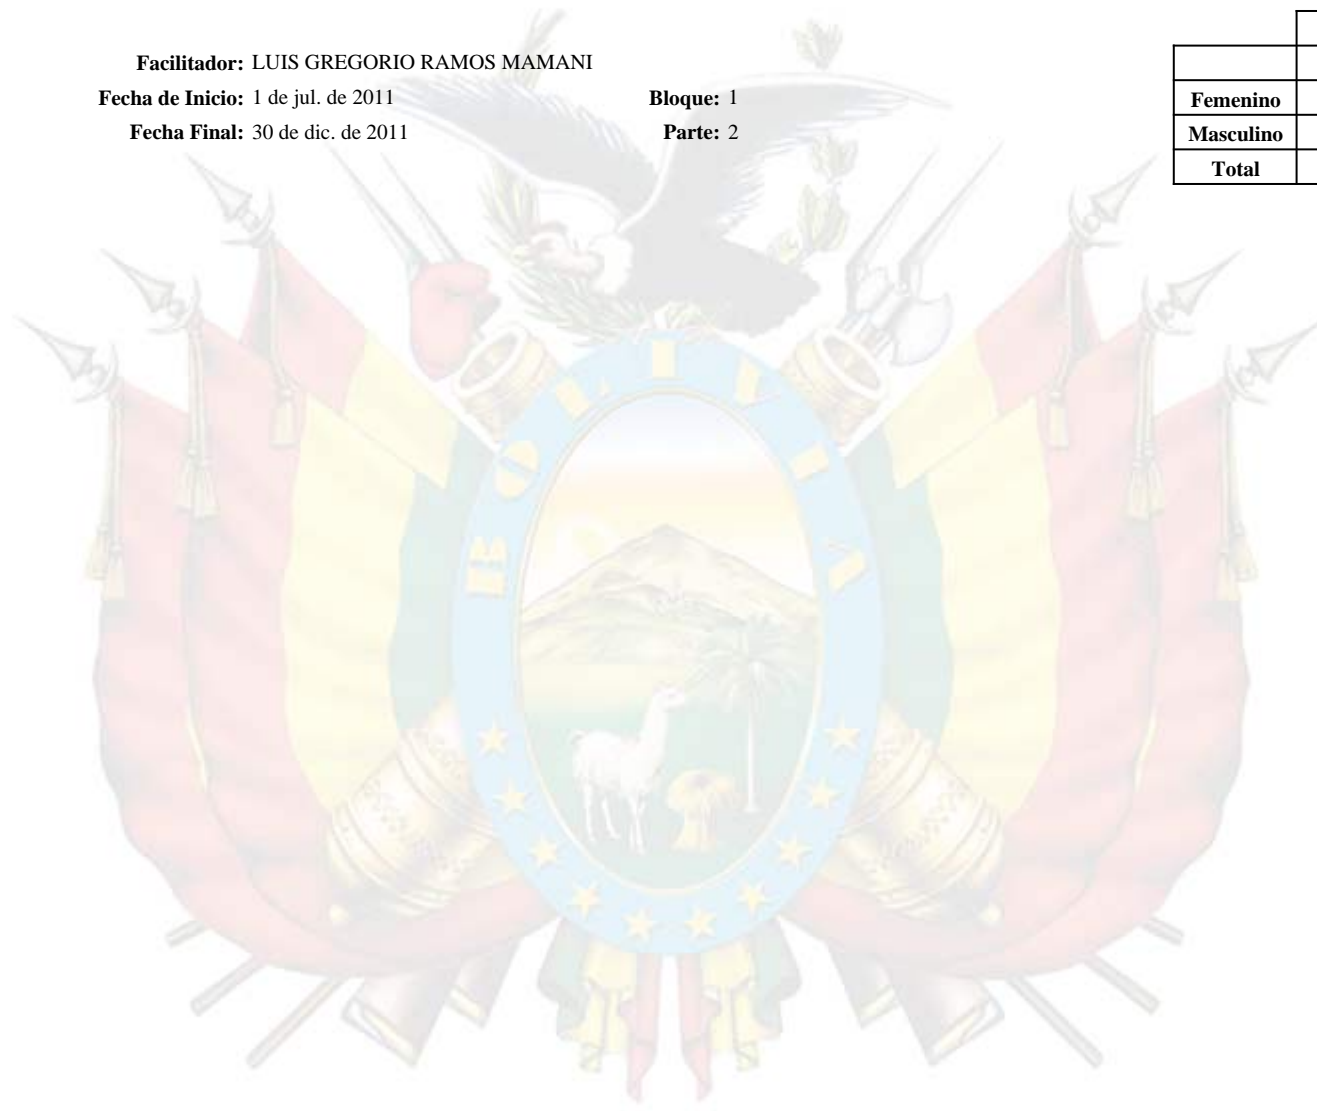 Facilitador: LUIS GREGORIO RAMOS MAMANI
Fecha de Inicio: 1 de jul. de 2011 Bloque: 1
Fecha Final: 30 de dic. de 2011 Parte: 2
Femenino
Masculino
Total
BOLIVIA